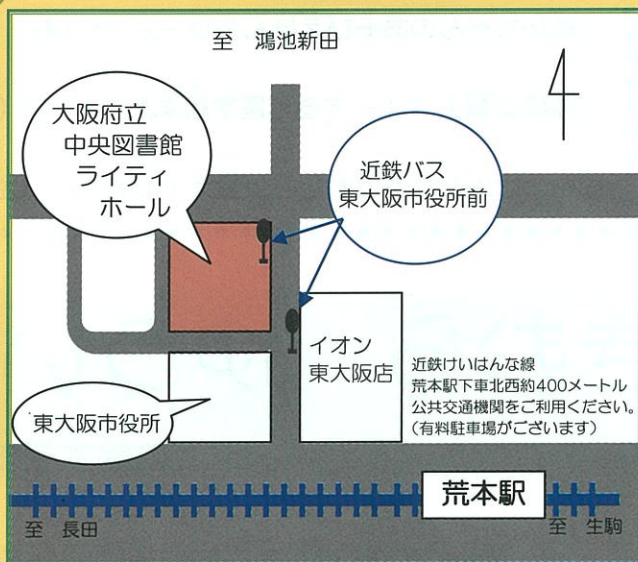 至 鴻池新田
大阪府立
中央図書館
ライティ
ホール
近鉄バス
東大阪市役所前
イオン
東大阪店
近鉄けいはんな線
荒本駅下車北西約400メートル
公共交通機関をご利用ください。
（有料駐車場がございます）
東大阪市役所
荒本駅
至 長田
至 生駒